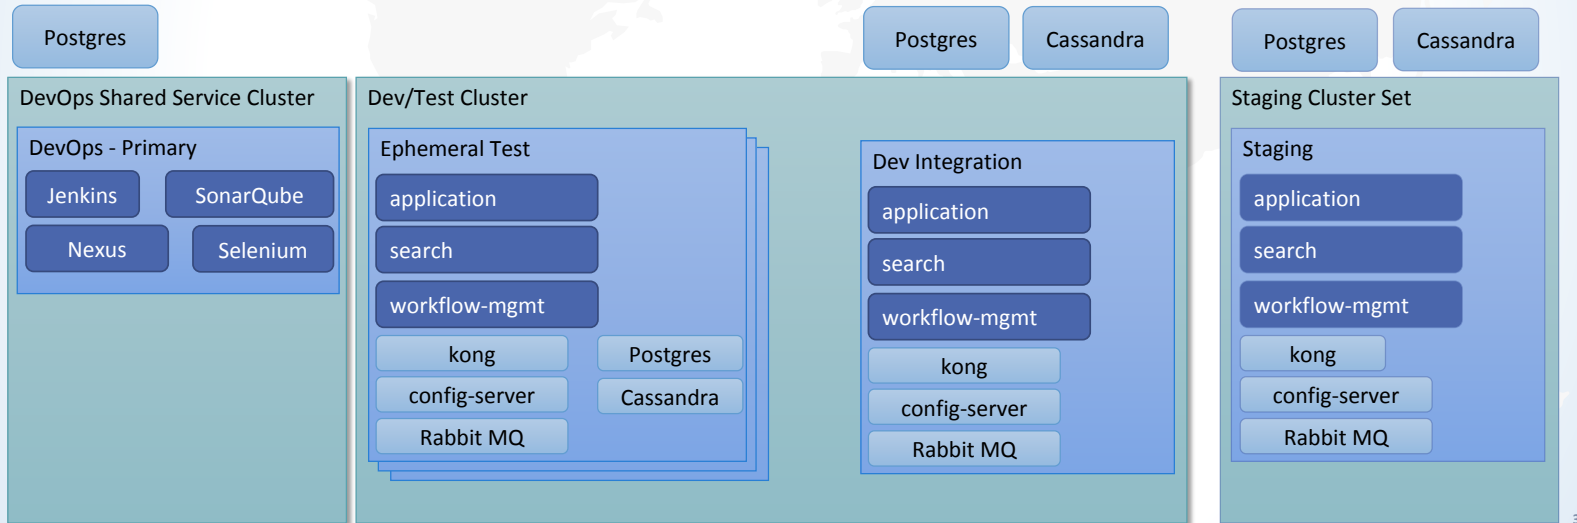 Postgres
Postgres
Cassandra
Postgres
Cassandra
DevOps Shared Service Cluster
DevOps - Primary
Jenkins
SonarQube
Nexus
Selenium
Dev/Test Cluster
Ephemeral Test
application
search
workflow-mgmt
kong
config-server
Rabbit MQ
Postgres
Cassandra
Dev Integration
application
search
workflow-mgmt
kong
config-server
Rabbit MQ
Staging Cluster Set
Staging
application
search
workflow-mgmt
kong
config-server
Rabbit MQ